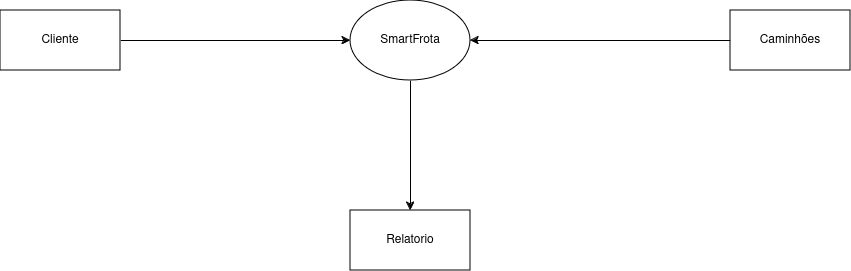 Cliente
SmartFrota
Caminhões
Relatorio